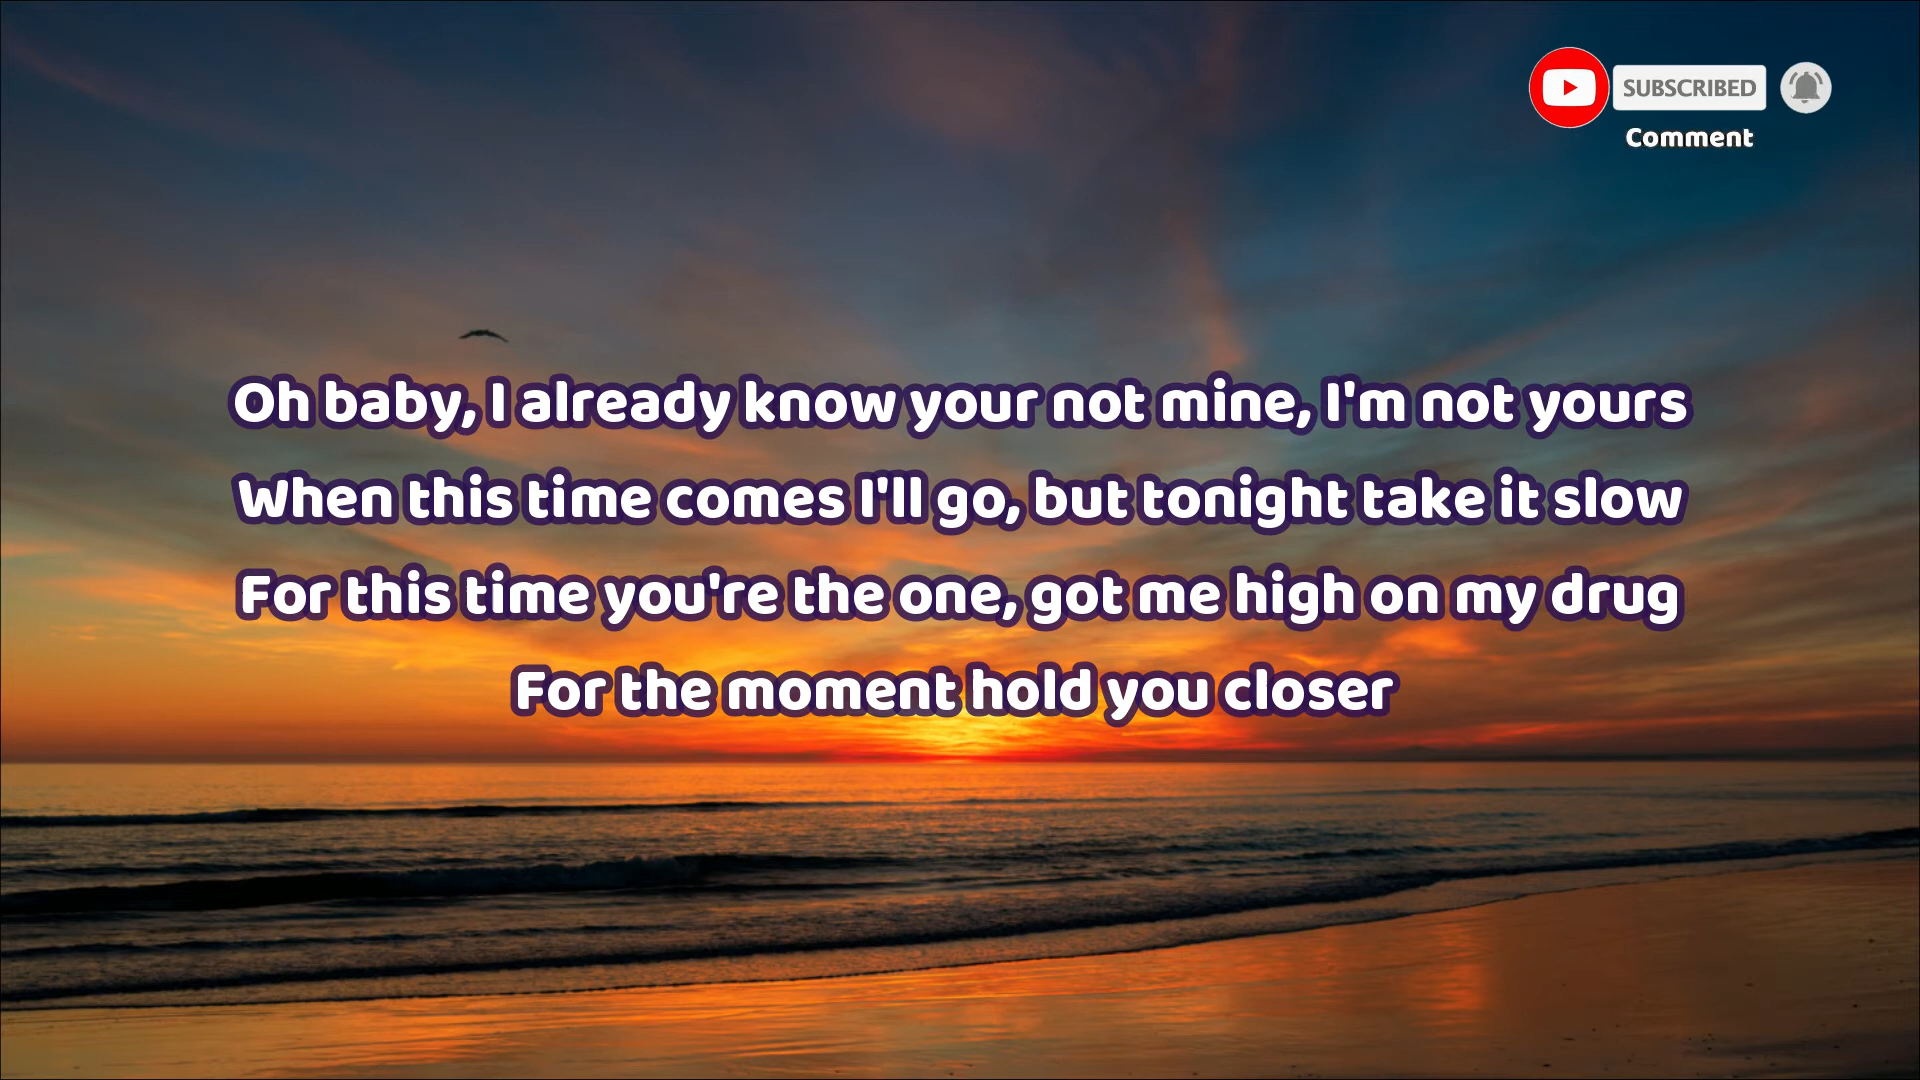 SUBSCRIBED
Comment
Oh baby, I already know your not mine, I'm not yours
When this time comes I'll go, but tonight take it slow
For this time you're the one, got me high on my drug
For the moment hold you closer